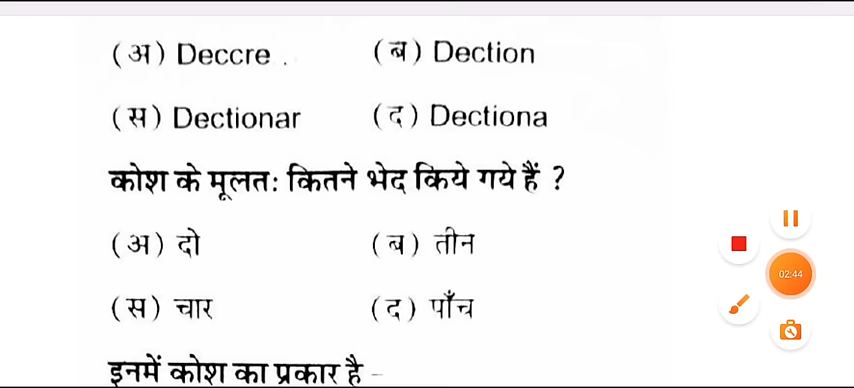 (अ) Deccre . (ब) Dection
(स) Dectionar (द) Dectiona
कोश के मूलतः कितने भेद किये गये हैं ?
(अ) दो (ब) तीन
(स) चार (द) पाँच
इनमें कोश का प्रकार है –
02:44